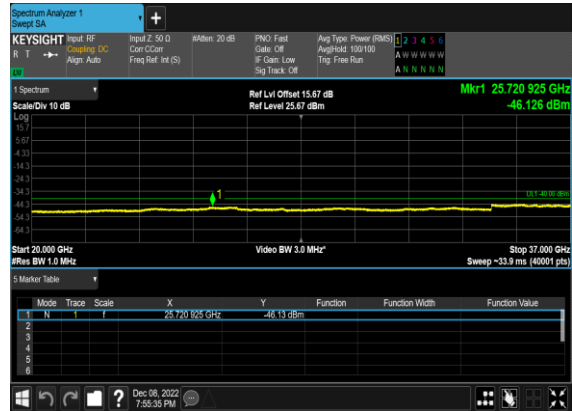 Spectrum Analyzer 1
Swept SA
+
KEYSIGHT Input: RF Input Z: 50 Ω #Atten: 20 dB PNO: Fast Avg Type: Power (RMS) 1 2 3 4 5 6
R T Coupling: DC Corr CCorr Gate: Off Avg|Hold: 100/100 A W W W W W
Align: Auto Freq Ref: Int (S) IF Gain: Low Trig: Free Run
Sig Track: Off A N N N N N
1 Spectrum Ref Lvl Offset 15.67 dB Mkr1 25.720 925 GHz
Scale/Div 10 dB Ref Level 25.67 dBm -46.126 dBm
Log
15.7
5.67
-4.33
-14.3
-24.3
-34.3 1 DL1 -40.00 dBm
-44.3
-54.3
-64.3
Start 20.000 GHz Video BW 3.0 MHz* Stop 37.000 GHz
#Res BW 1.0 MHz Sweep ~33.9 ms (40001 pts)
5 Marker Table
Mode Trace Scale X Y Function Function Width Function Value
1 N 1 f 25.720 925 GHz -46.13 dBm
2
3
4
5
6
? Dec 08, 2022
7:55:35 PM